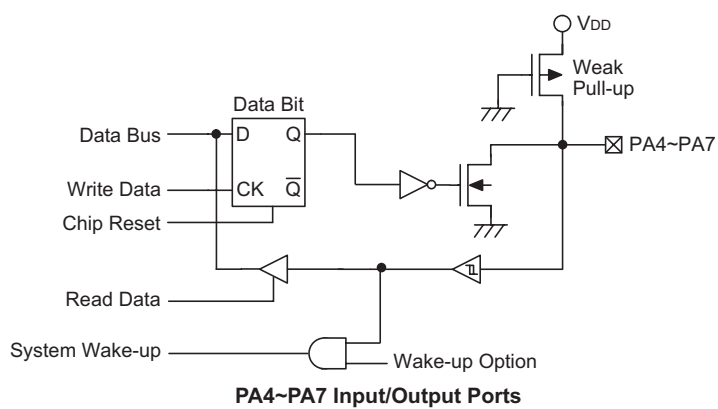 VDD
Weak
Pull-up
Data Bit
Data Bus
D
Q
PA4~PA7
Write Data
CK
Q̅
Chip Reset
Read Data
System Wake-up
Wake-up Option
PA4~PA7 Input/Output Ports